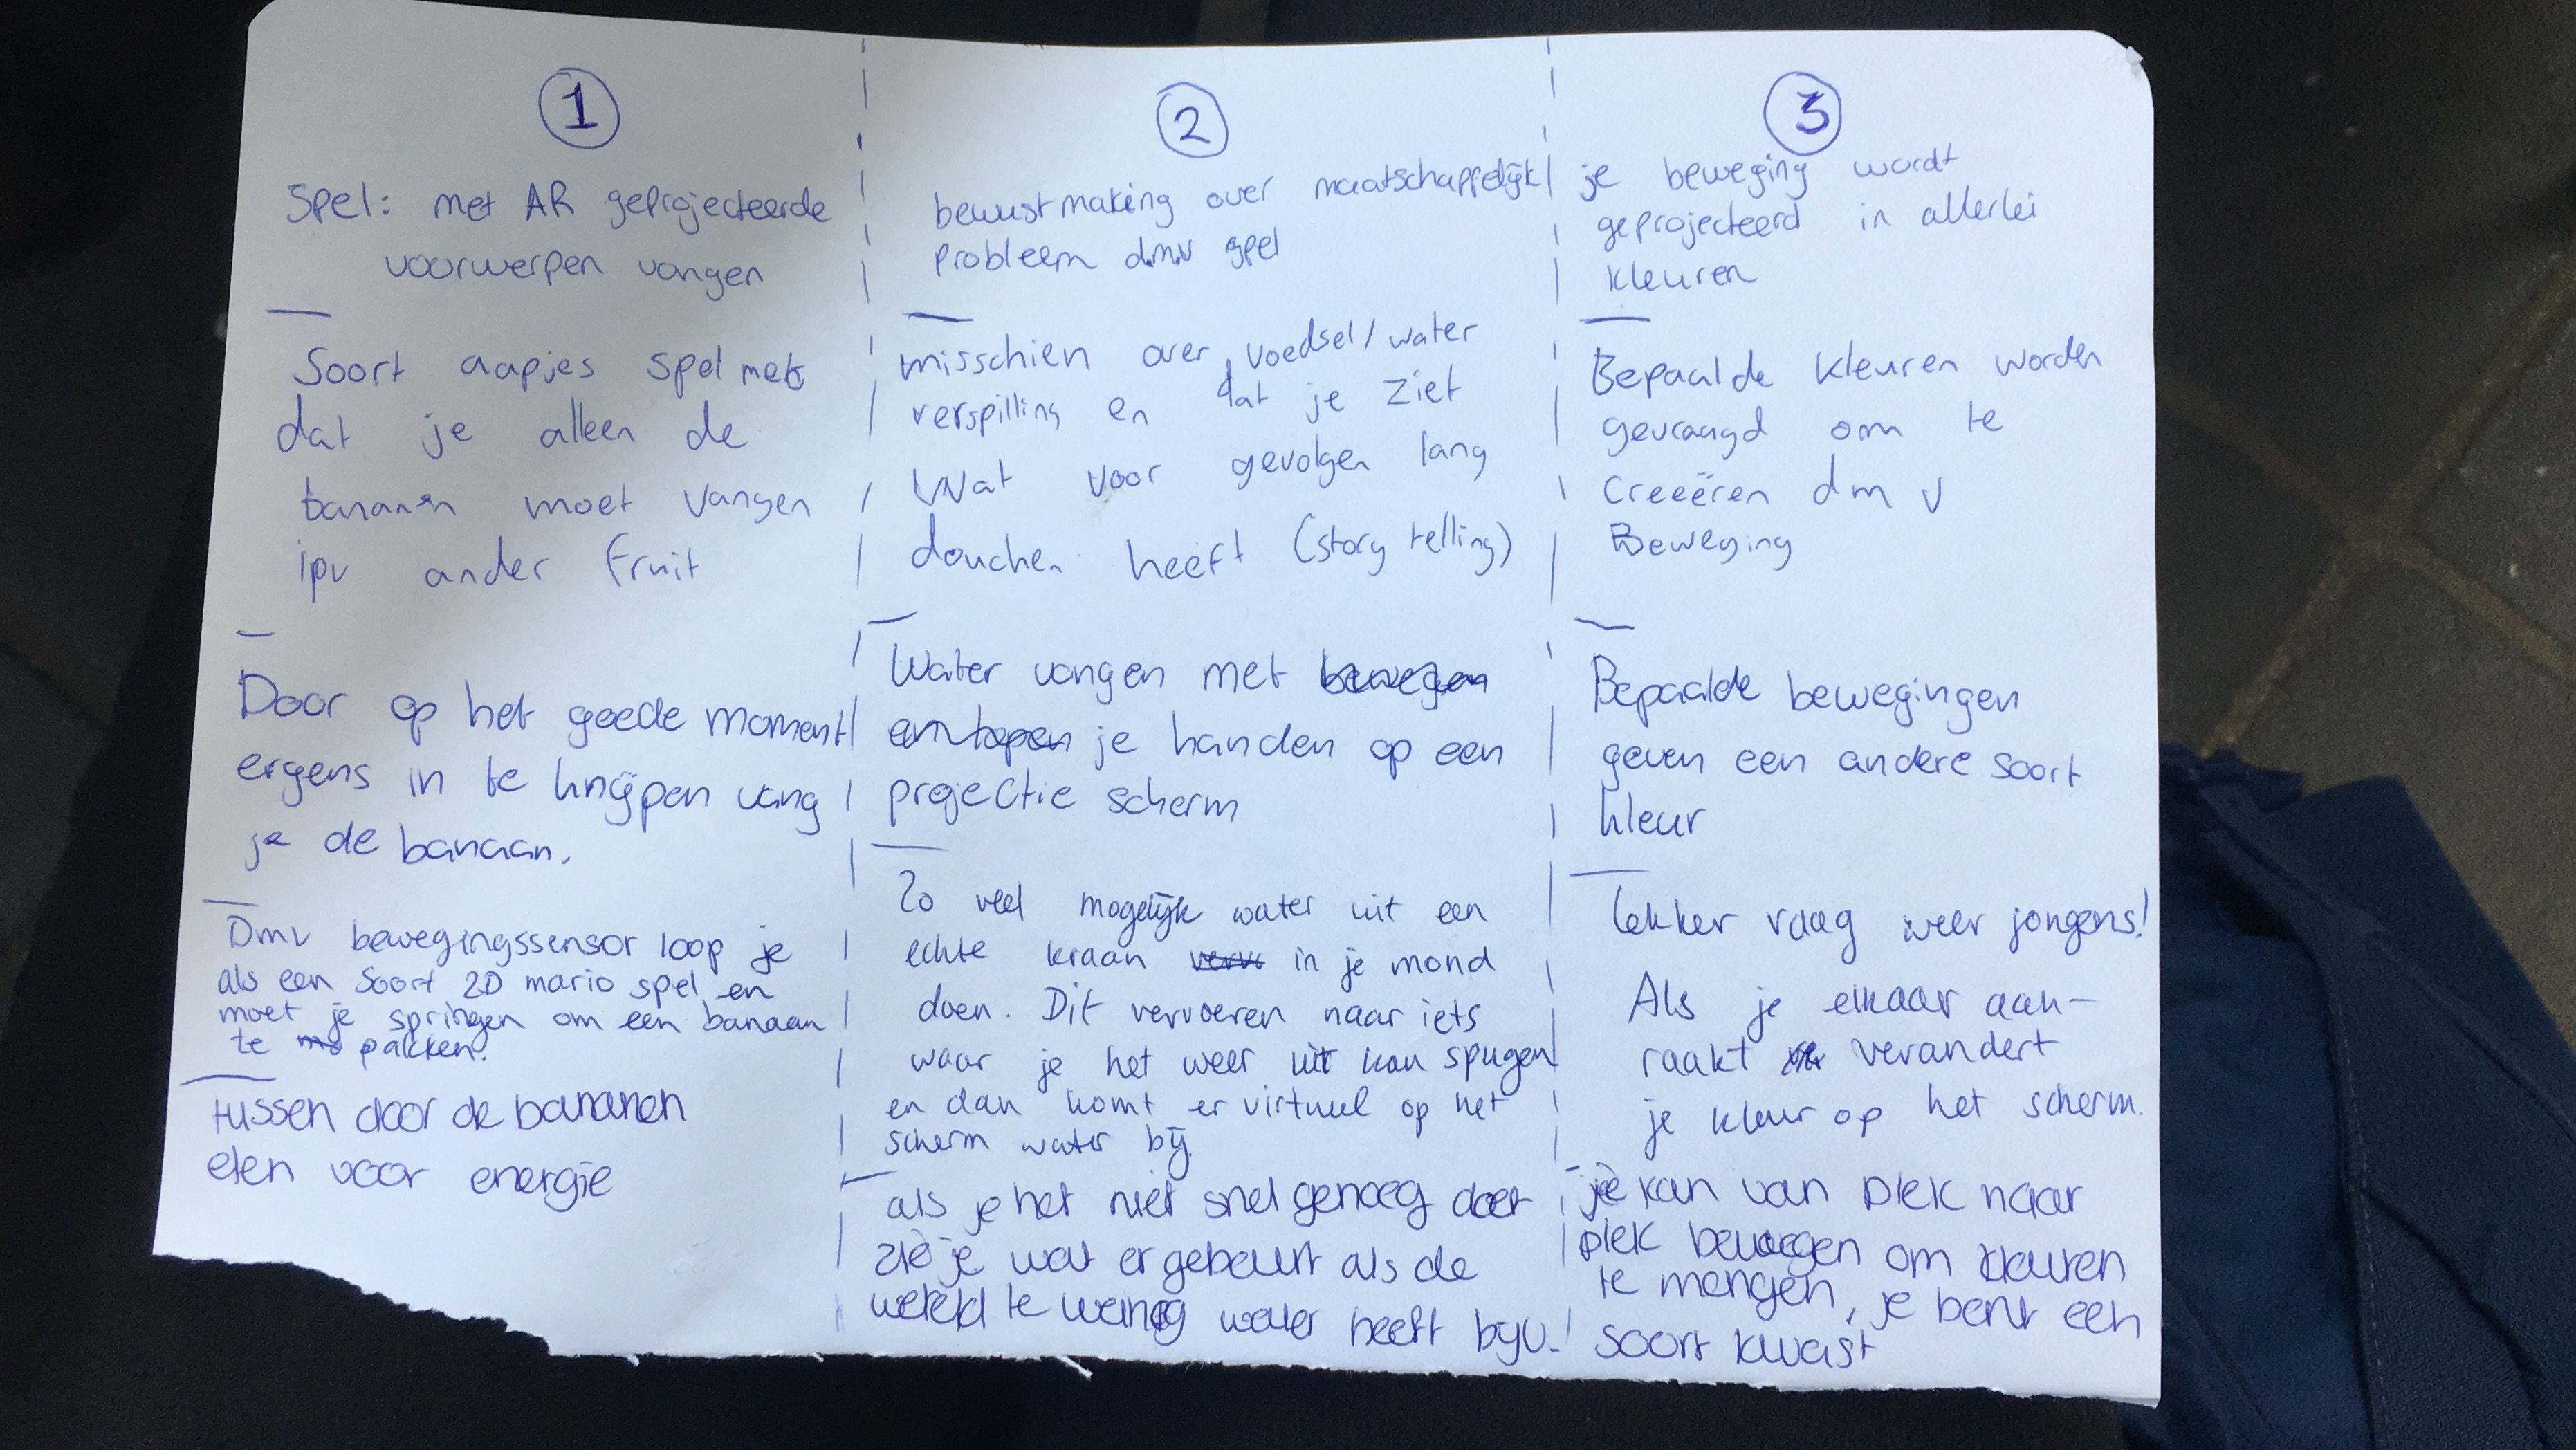 1
Spel: met AR geprojecteerde
voorwerpen vangen
Soort aapjes spel mets
dat je alleen de
bananen moet vangen
ipv ander fruit
Door op het goede moment
ergens in te knijpen vang
je de banaan.
Dmv bewegingssensor loop je
als een soort 2D mario spel en
moet je springen om een banaan
te pakken!
tussen door de bananen
eten voor energie
2
bewustmaking over maatschappelijk
probleem dmv spel
misschien over voedsel/water
verspilling en dat je ziet
wat voor gevolgen lang
douchen heeft (story telling)
Water vangen met bewegen
en lopen je handen op een
projectie scherm
Zo veel mogelijk water uit een
echte kraan in je mond
doen. Dit vervoeren naar iets
waar je het weer uit kan spugen
en dan komt er virtueel op het
scherm water bij
als je het niet snel genoeg doet
zie je wat er gebeurt als de
wereld te weinig water heeft bijv.
3
je beweging wordt
geprojecteerd in allerlei
kleuren
Bepaalde kleuren worden
gevraagd om te
creeëren dmv
Beweging
Bepaalde bewegingen
geven een andere soort
kleur
lekker vaag weer jongens!
Als je elkaar aan-
raakt verandert
je kleur op het scherm.
je kan van plek naar
plek bewegen om kleuren
te mengen, je bent een
soort kwast